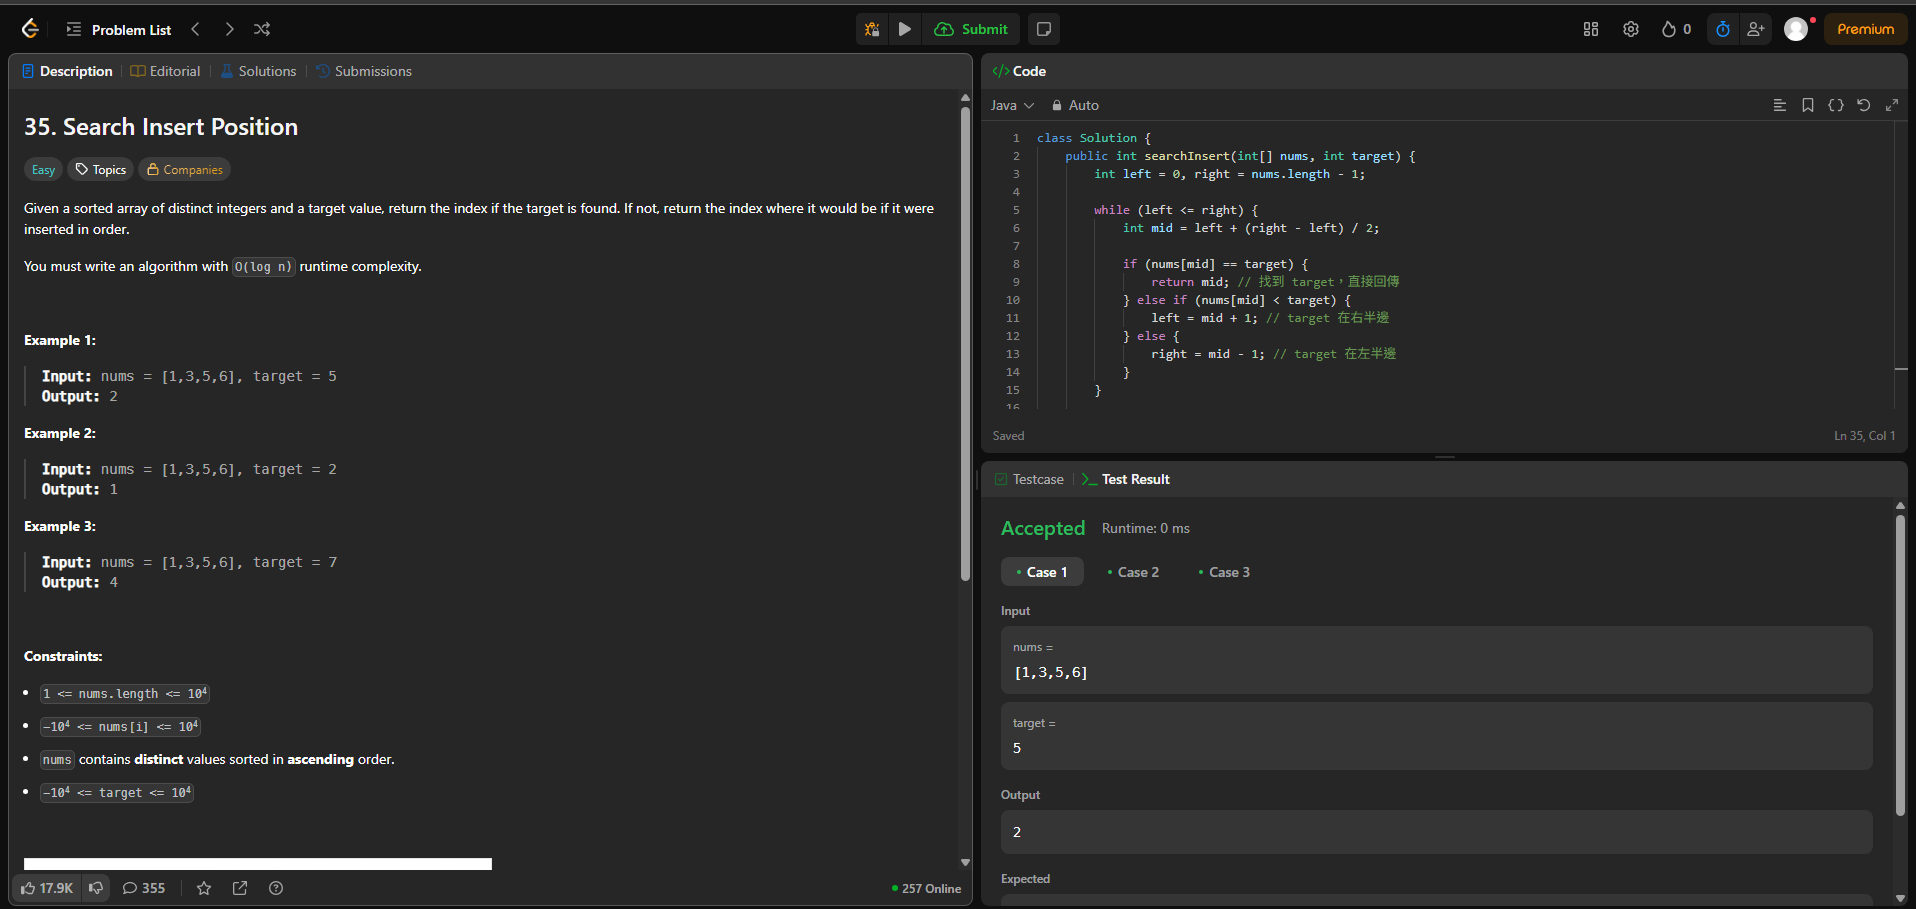 Problem List
Submit
0
Premium
Description
Editorial
Solutions
Submissions
35. Search Insert Position
Easy
Topics
Companies
Given a sorted array of distinct integers and a target value, return the index if the target is found. If not, return the index where it would be if it were
inserted in order.
You must write an algorithm with O(log n) runtime complexity.
Example 1:
Input: nums = [1,3,5,6], target = 5
Output: 2
Example 2:
Input: nums = [1,3,5,6], target = 2
Output: 1
Example 3:
Input: nums = [1,3,5,6], target = 7
Output: 4
Constraints:
1 <= nums.length <= 10⁴
-10⁴ <= nums[i] <= 10⁴
nums contains distinct values sorted in ascending order.
-10⁴ <= target <= 10⁴
17.9K
355
257 Online
Code
Java
Auto
1 class Solution {
2 public int searchInsert(int[] nums, int target) {
3 int left = 0, right = nums.length - 1;
4
5 while (left <= right) {
6 int mid = left + (right - left) / 2;
7
8 if (nums[mid] == target) {
9 return mid; // 找到 target，直接回傳
10 } else if (nums[mid] < target) {
11 left = mid + 1; // target 在右半邊
12 } else {
13 right = mid - 1; // target 在左半邊
14 }
15 }
16
Saved
Ln 35, Col 1
Testcase
Test Result
Accepted
Runtime: 0 ms
Case 1
Case 2
Case 3
Input
nums =
[1,3,5,6]
target =
5
Output
2
Expected